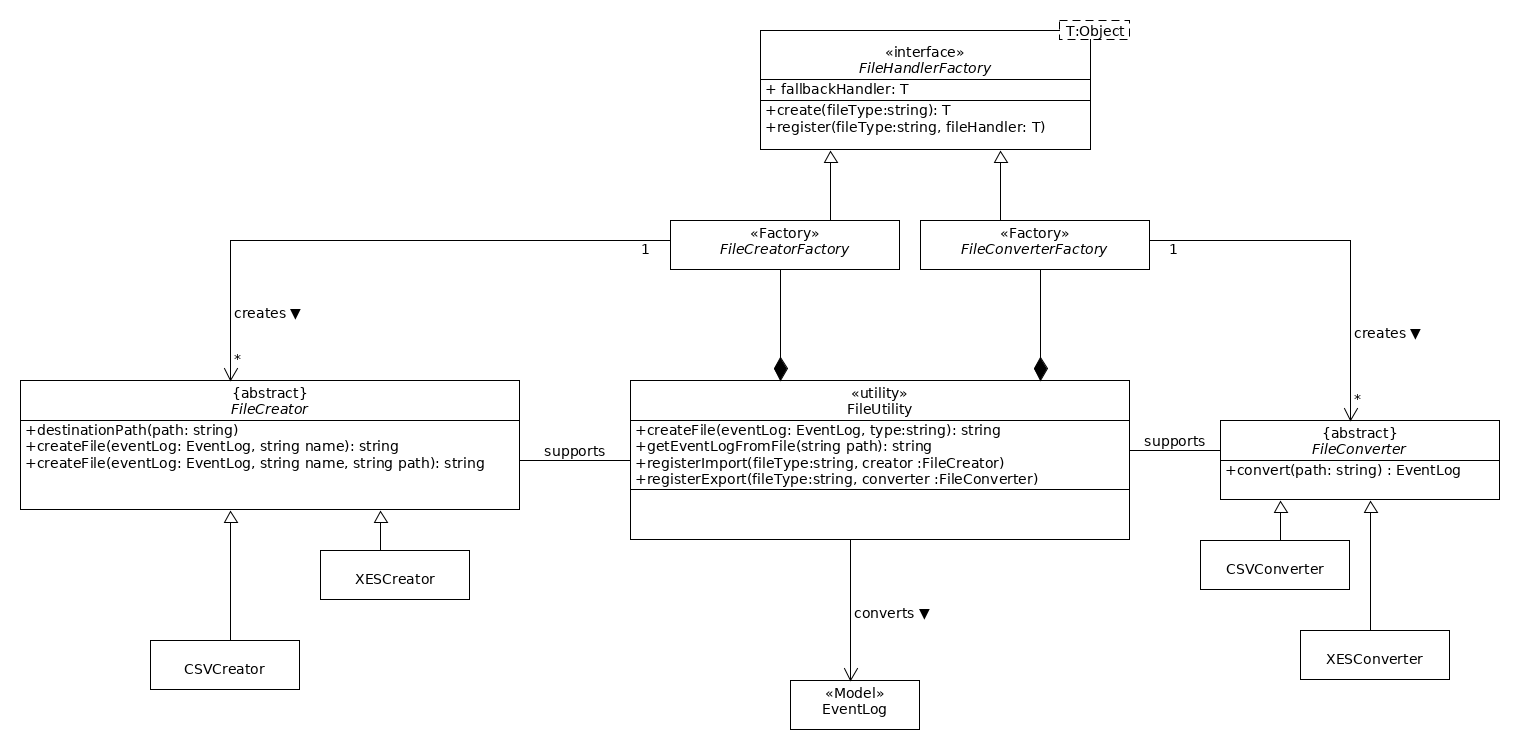 T:Object
«interface»
FileHandlerFactory
+ fallbackHandler: T
+create(fileType:string): T
+register(fileType:string, fileHandler: T)
«Factory»
FileCreatorFactory
«Factory»
FileConverterFactory
1
1
creates ▼
creates ▼
*
*
{abstract}
FileCreator
+destinationPath(path: string)
+createFile(eventLog: EventLog, string name): string
+createFile(eventLog: EventLog, string name, string path): string
supports
«utility»
FileUtility
+createFile(eventLog: EventLog, type:string): string
+getEventLogFromFile(string path): string
+registerImport(fileType:string, creator :FileCreator)
+registerExport(fileType:string, converter :FileConverter)
supports
{abstract}
FileConverter
+convert(path: string) : EventLog
XESCreator
CSVCreator
CSVConverter
XESConverter
converts ▼
«Model»
EventLog